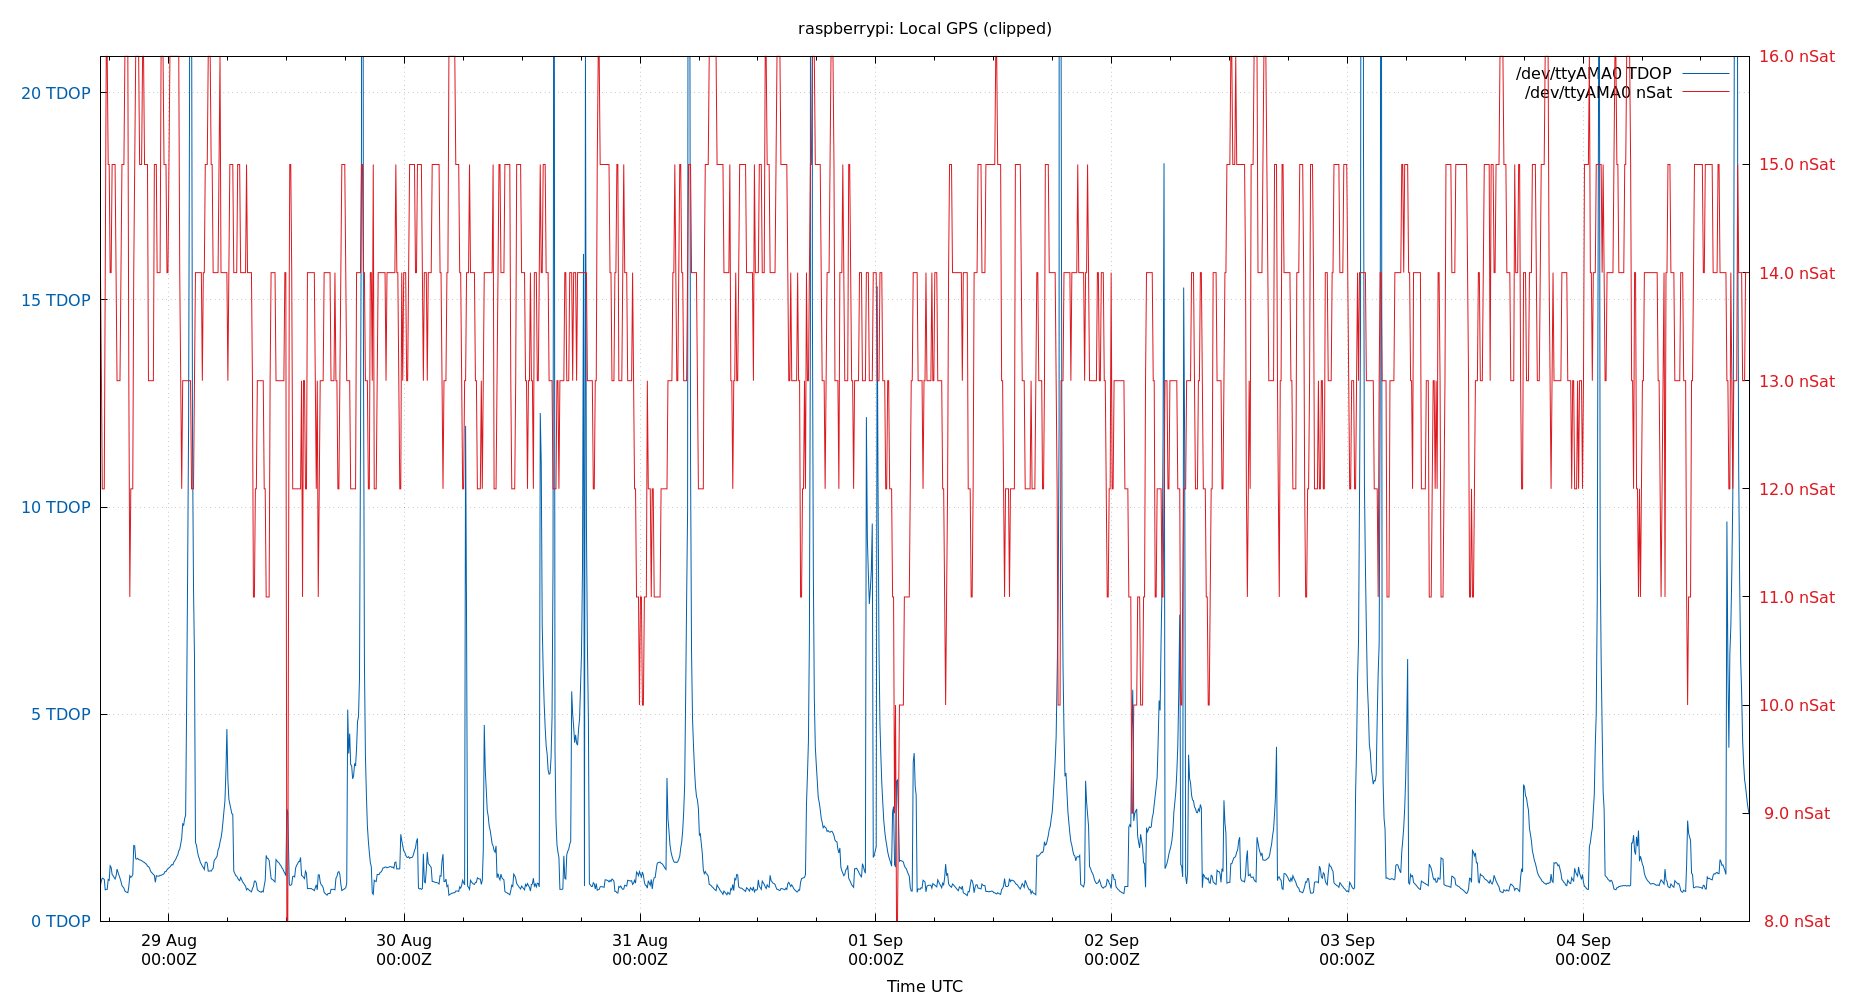 raspberrypi: Local GPS (clipped)
/dev/ttyAMA0 TDOP
/dev/ttyAMA0 nSat
20 TDOP
15 TDOP
10 TDOP
5 TDOP
0 TDOP
16.0 nSat
15.0 nSat
14.0 nSat
13.0 nSat
12.0 nSat
11.0 nSat
10.0 nSat
9.0 nSat
8.0 nSat
29 Aug
00:00Z
30 Aug
00:00Z
31 Aug
00:00Z
01 Sep
00:00Z
02 Sep
00:00Z
03 Sep
00:00Z
04 Sep
00:00Z
Time UTC